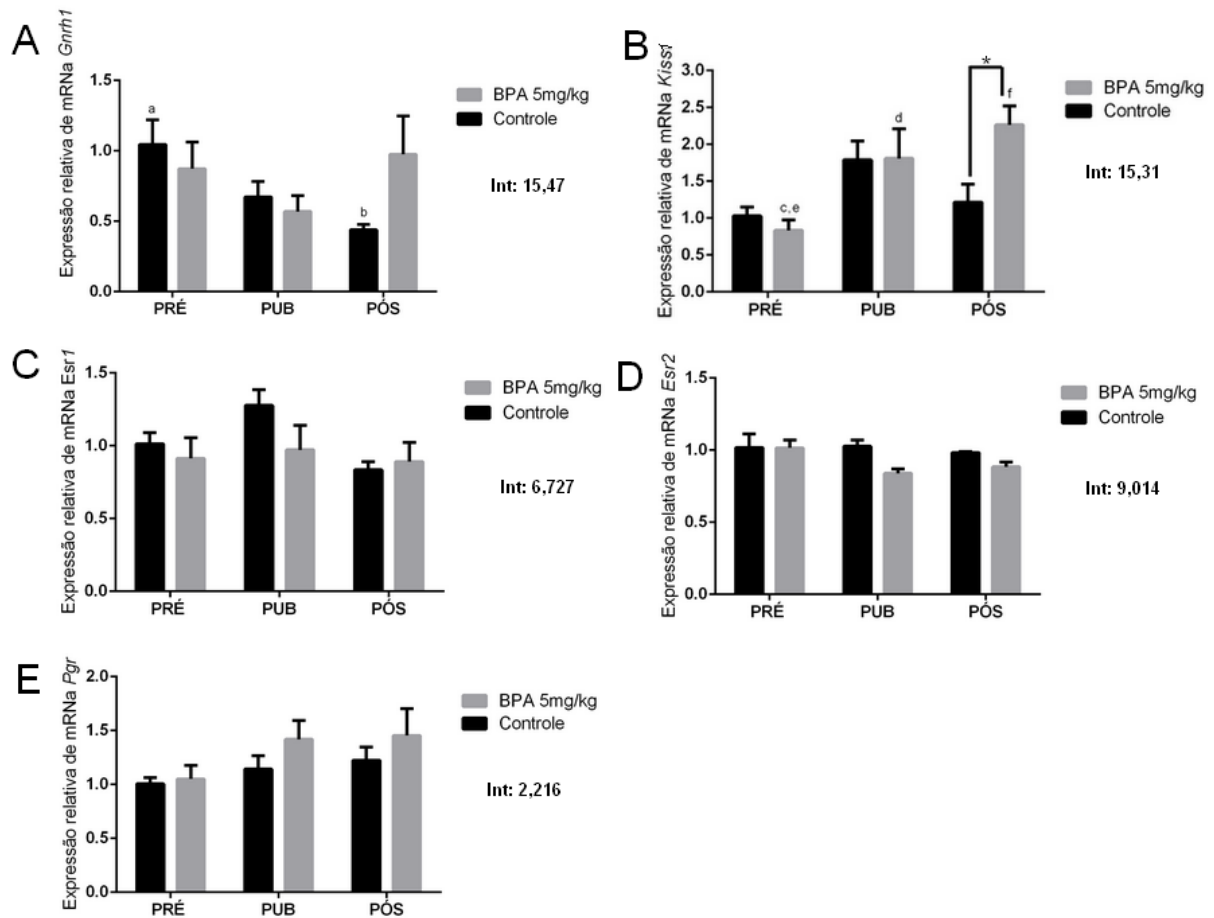 A
Expressão relativa de mRNa Gnrh1
1.5
1.0
0.5
0.0
a
b
PRÉ
PUB
PÓS
BPA 5mg/kg
Controle
Int: 15,47
B
Expressão relativa de mRNa Kiss1
3.0
2.5
2.0
1.5
1.0
0.5
0.0
c,e
d
*
f
PRÉ
PUB
PÓS
BPA 5mg/kg
Controle
Int: 15,31
C
Expressão relativa de mRNa Esr1
1.5
1.0
0.5
0.0
PRÉ
PUB
PÓS
BPA 5mg/kg
Controle
Int: 6,727
D
Expressão relativa de mRNa Esr2
1.5
1.0
0.5
0.0
PRÉ
PUB
PÓS
BPA 5mg/kg
Controle
Int: 9,014
E
Expressão relativa de mRNa Pgr
2.0
1.5
1.0
0.5
0.0
PRÉ
PUB
PÓS
BPA 5mg/kg
Controle
Int: 2,216